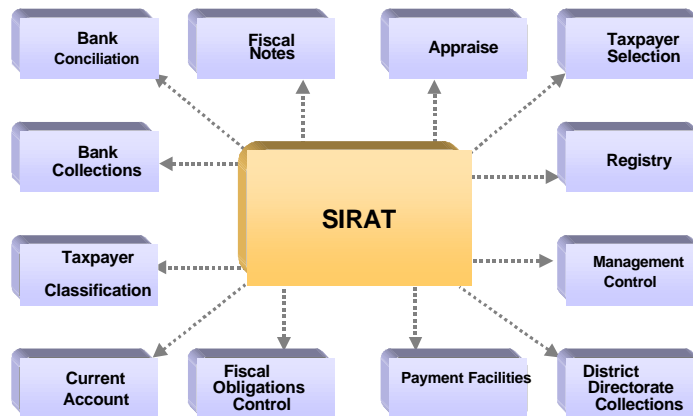 Bank
Conciliation
Fiscal
Notes
Appraise
Taxpayer
Selection
Bank
Collections
Registry
SIRAT
Taxpayer
Classification
Management
Control
Current
Account
Fiscal
Obligations
Control
Payment Facilities
District
Directorate
Collections